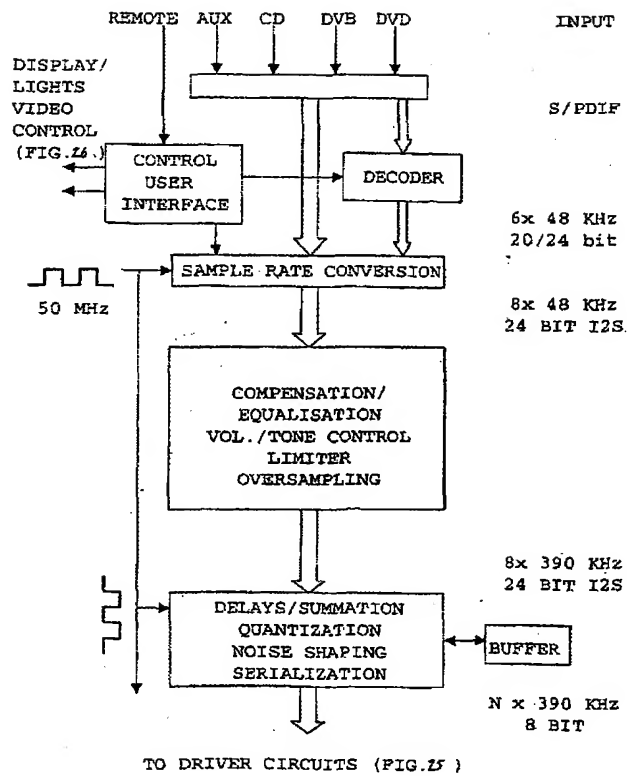 REMOTE AUX CD DVB DVD INPUT
DISPLAY/
LIGHTS
VIDEO
CONTROL
(FIG.26.)
S/PDIF
CONTROL
USER
INTERFACE
DECODER
6x 48 KHz
20/24 bit
SAMPLE RATE CONVERSION
50 MHz
8x 48 KHz
24 BIT I2S
COMPENSATION/
EQUALISATION
VOL./TONE CONTROL
LIMITER
OVERSAMPLING
8x 390 KHz
24 BIT I2S
DELAYS/SUMMATION
QUANTIZATION
NOISE SHAPING
SERIALIZATION
BUFFER
N x 390 KHz
8 BIT
TO DRIVER CIRCUITS (FIG.25 )